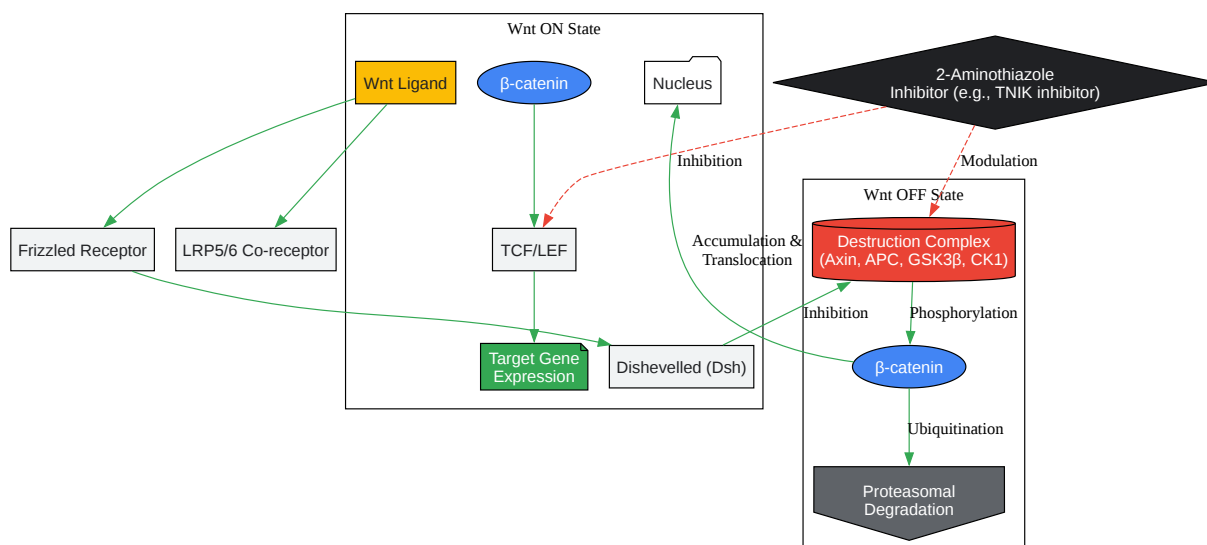 Wnt ON State
Wnt Ligand
β-catenin
Nucleus
2-Aminothiazole
Inhibitor (e.g., TNIK inhibitor)
Inhibition
Modulation
Wnt OFF State
Frizzled Receptor
LRP5/6 Co-receptor
TCF/LEF
Accumulation &
Translocation
Destruction Complex
(Axin, APC, GSK3β, CK1)
Inhibition
Phosphorylation
Target Gene
Expression
Dishevelled (Dsh)
β-catenin
Ubiquitination
Proteasomal
Degradation